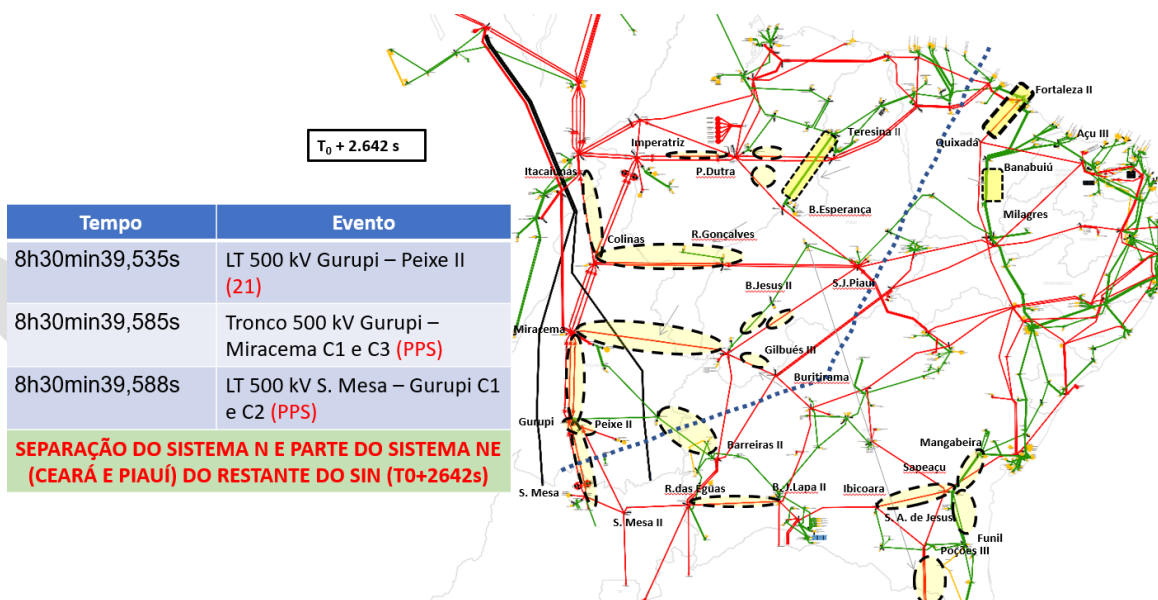 T₀ + 2.642 s
Tempo
Evento
8h30min39,535s
LT 500 kV Gurupi – Peixe II
(21)
8h30min39,585s
Tronco 500 kV Gurupi –
Miracema C1 e C3 (PPS)
8h30min39,588s
LT 500 kV S. Mesa – Gurupi C1
e C2 (PPS)
SEPARAÇÃO DO SISTEMA N E PARTE DO SISTEMA NE
(CEARÁ E PIAUÍ) DO RESTANTE DO SIN (T0+2642s)
Fortaleza II
Teresina II
Açu III
Imperatriz
Quixadá
Itacaiunas
P.Dutra
Banabuiú
B.Esperança
Milagres
R.Gonçalves
Colinas
B.Jesus II
S.J.Piauí
Miracema
Gilbués III
Buritirama
Gurupi
Peixe II
Barreiras II
Mangabeira
Sapeaçu
S. Mesa
R.das Éguas
B. J.Lapa II
Ibicoara
S. Mesa II
S. A. de Jesus
Funil
Poções III